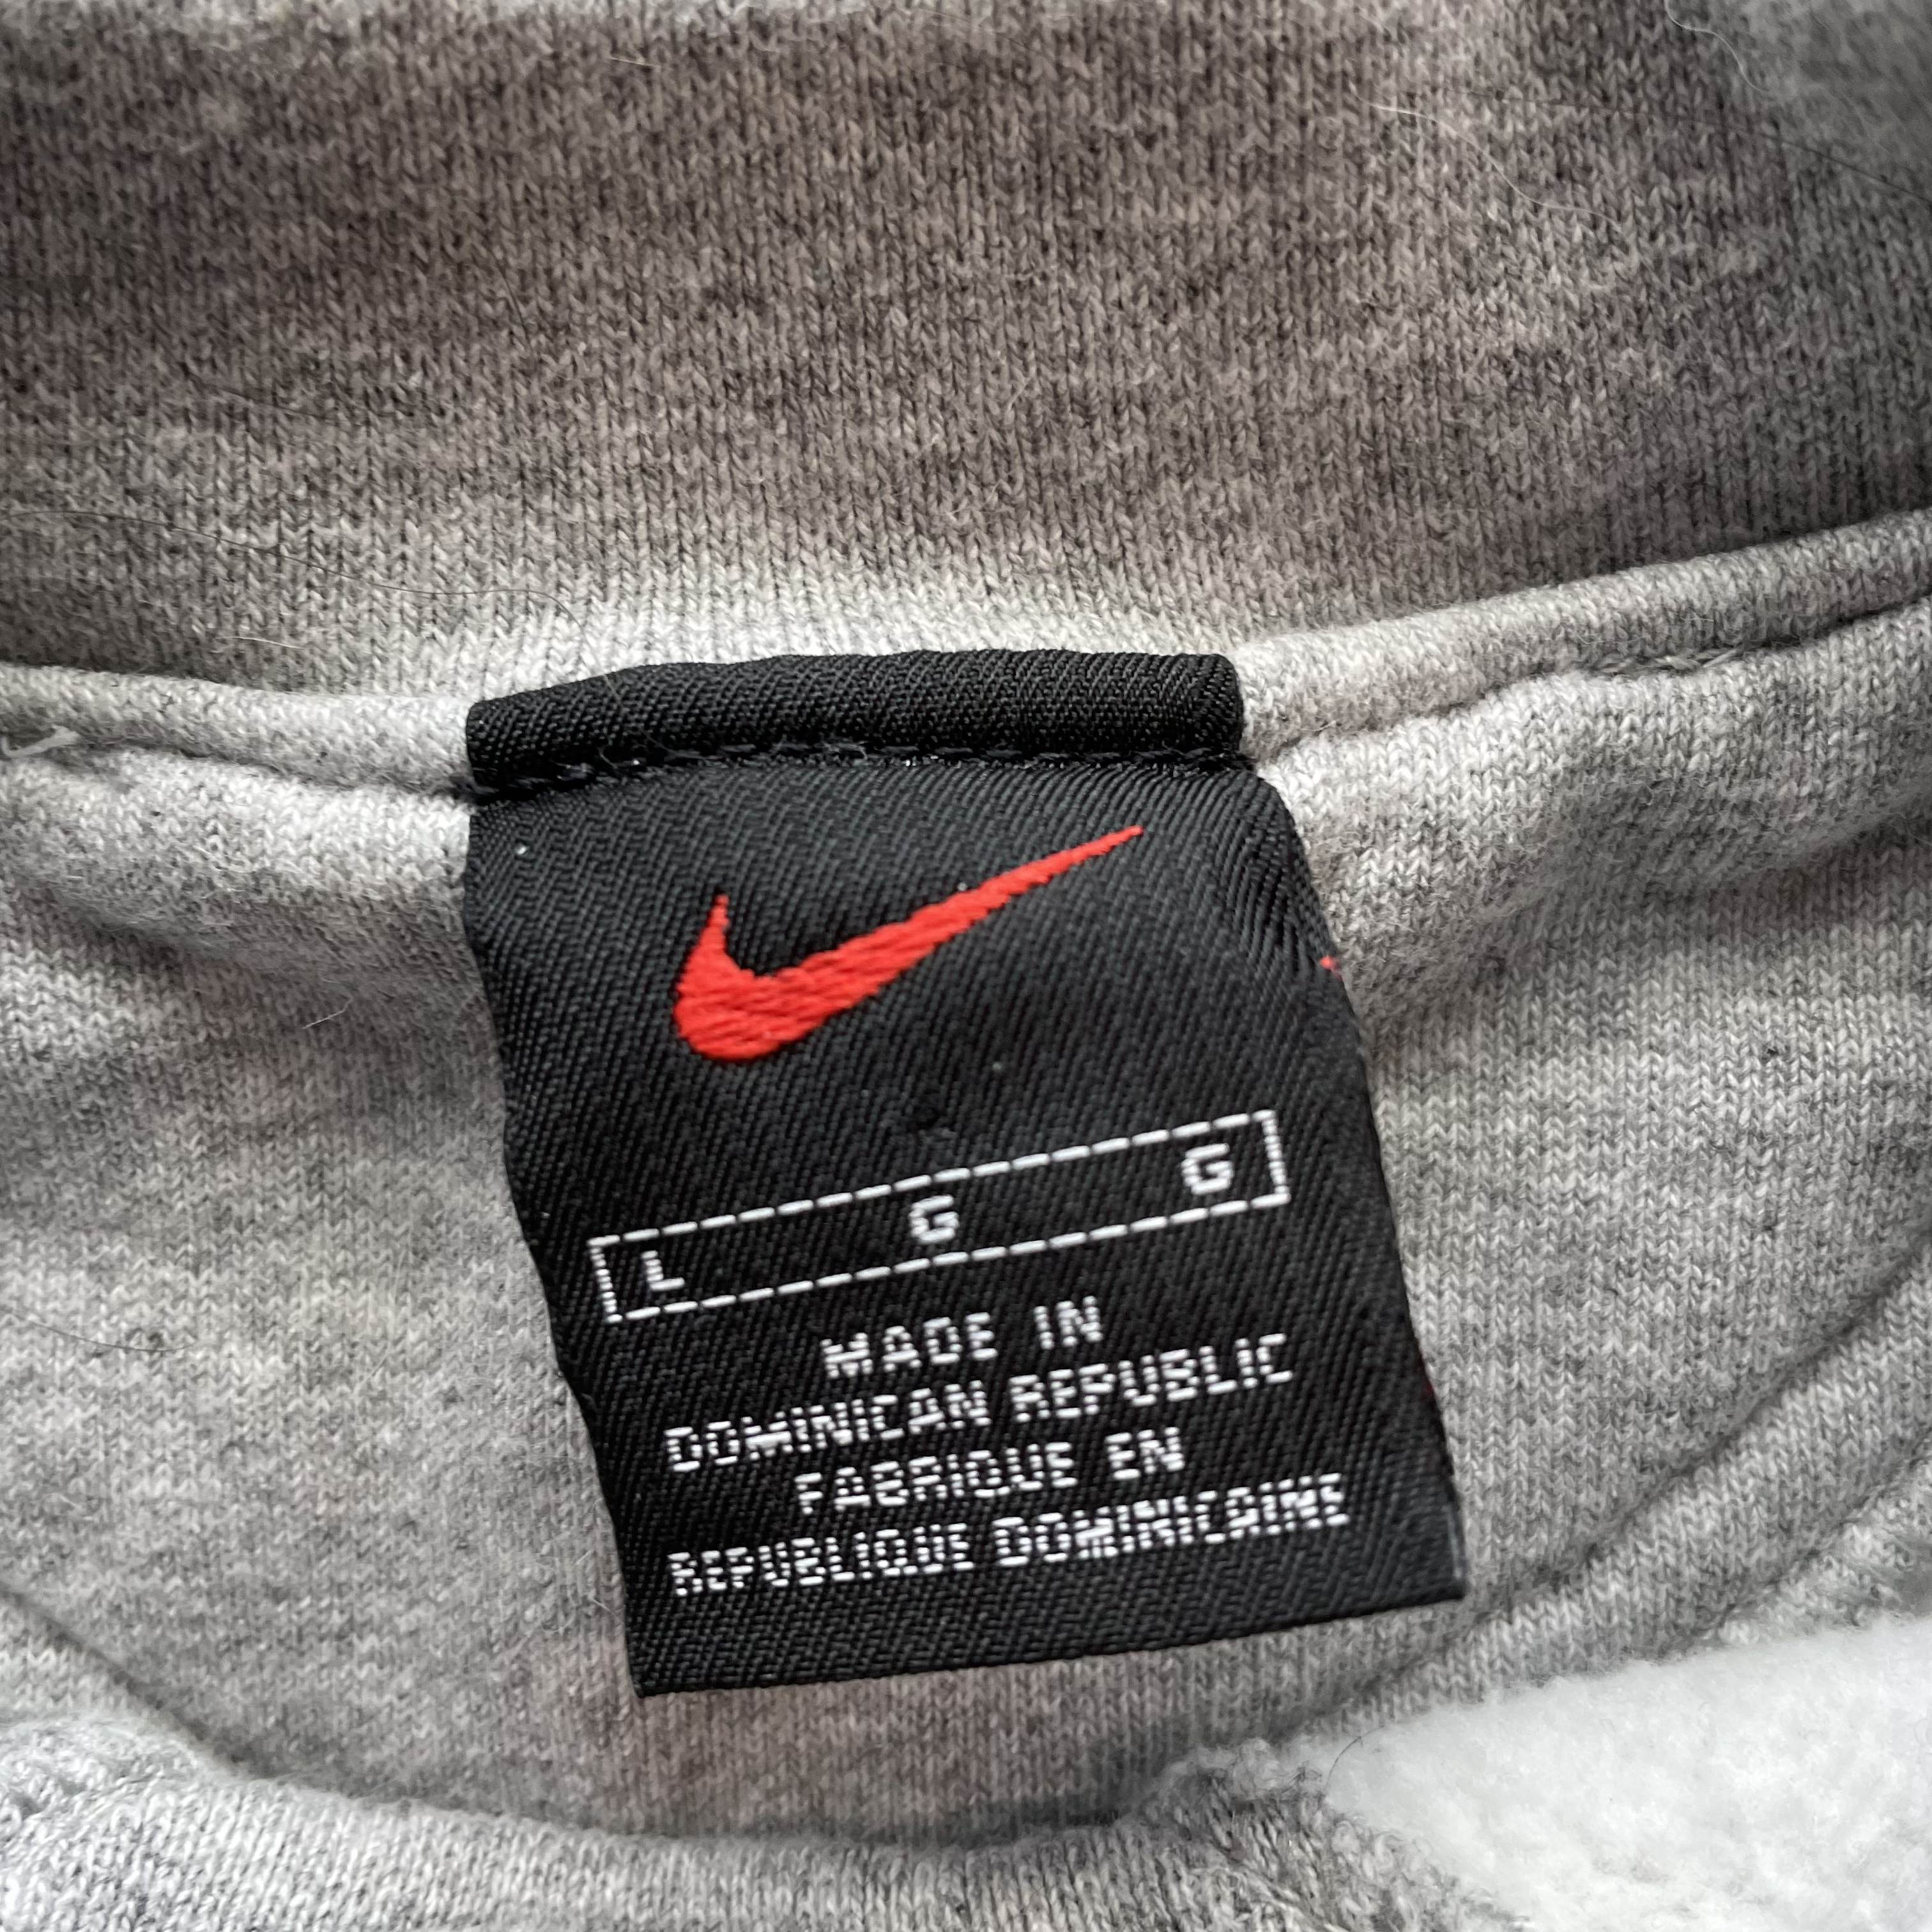 L G G
MADE IN
DOMINICAN REPUBLIC
FABRIQUE EN
REPUBLIQUE DOMINICAINE